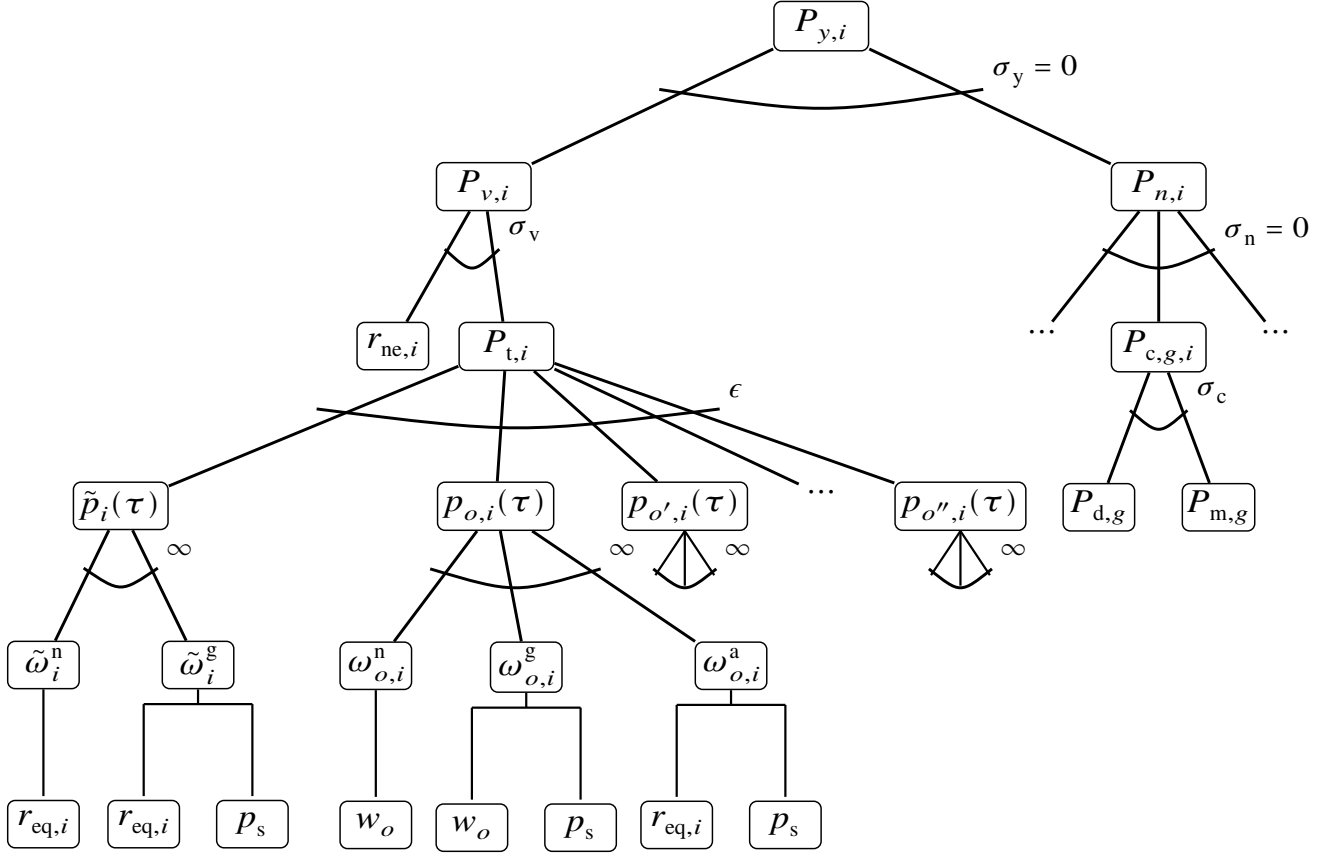 P_{y,i}
σ_y = 0
P_{v,i}
P_{n,i}
σ_v
σ_n = 0
r_{ne,i}
P_{t,i}
...
P_{c,g,i}
...
ϵ
σ_c
p̃_i(τ)
p_{o,i}(τ)
p_{o′,i}(τ)
...
p_{o″,i}(τ)
P_{d,g}
P_{m,g}
∞
∞
∞
∞
ω̃_i^n
ω̃_i^g
ω_{o,i}^n
ω_{o,i}^g
ω_{o,i}^a
r_{eq,i}
r_{eq,i}
p_s
w_o
w_o
p_s
r_{eq,i}
p_s